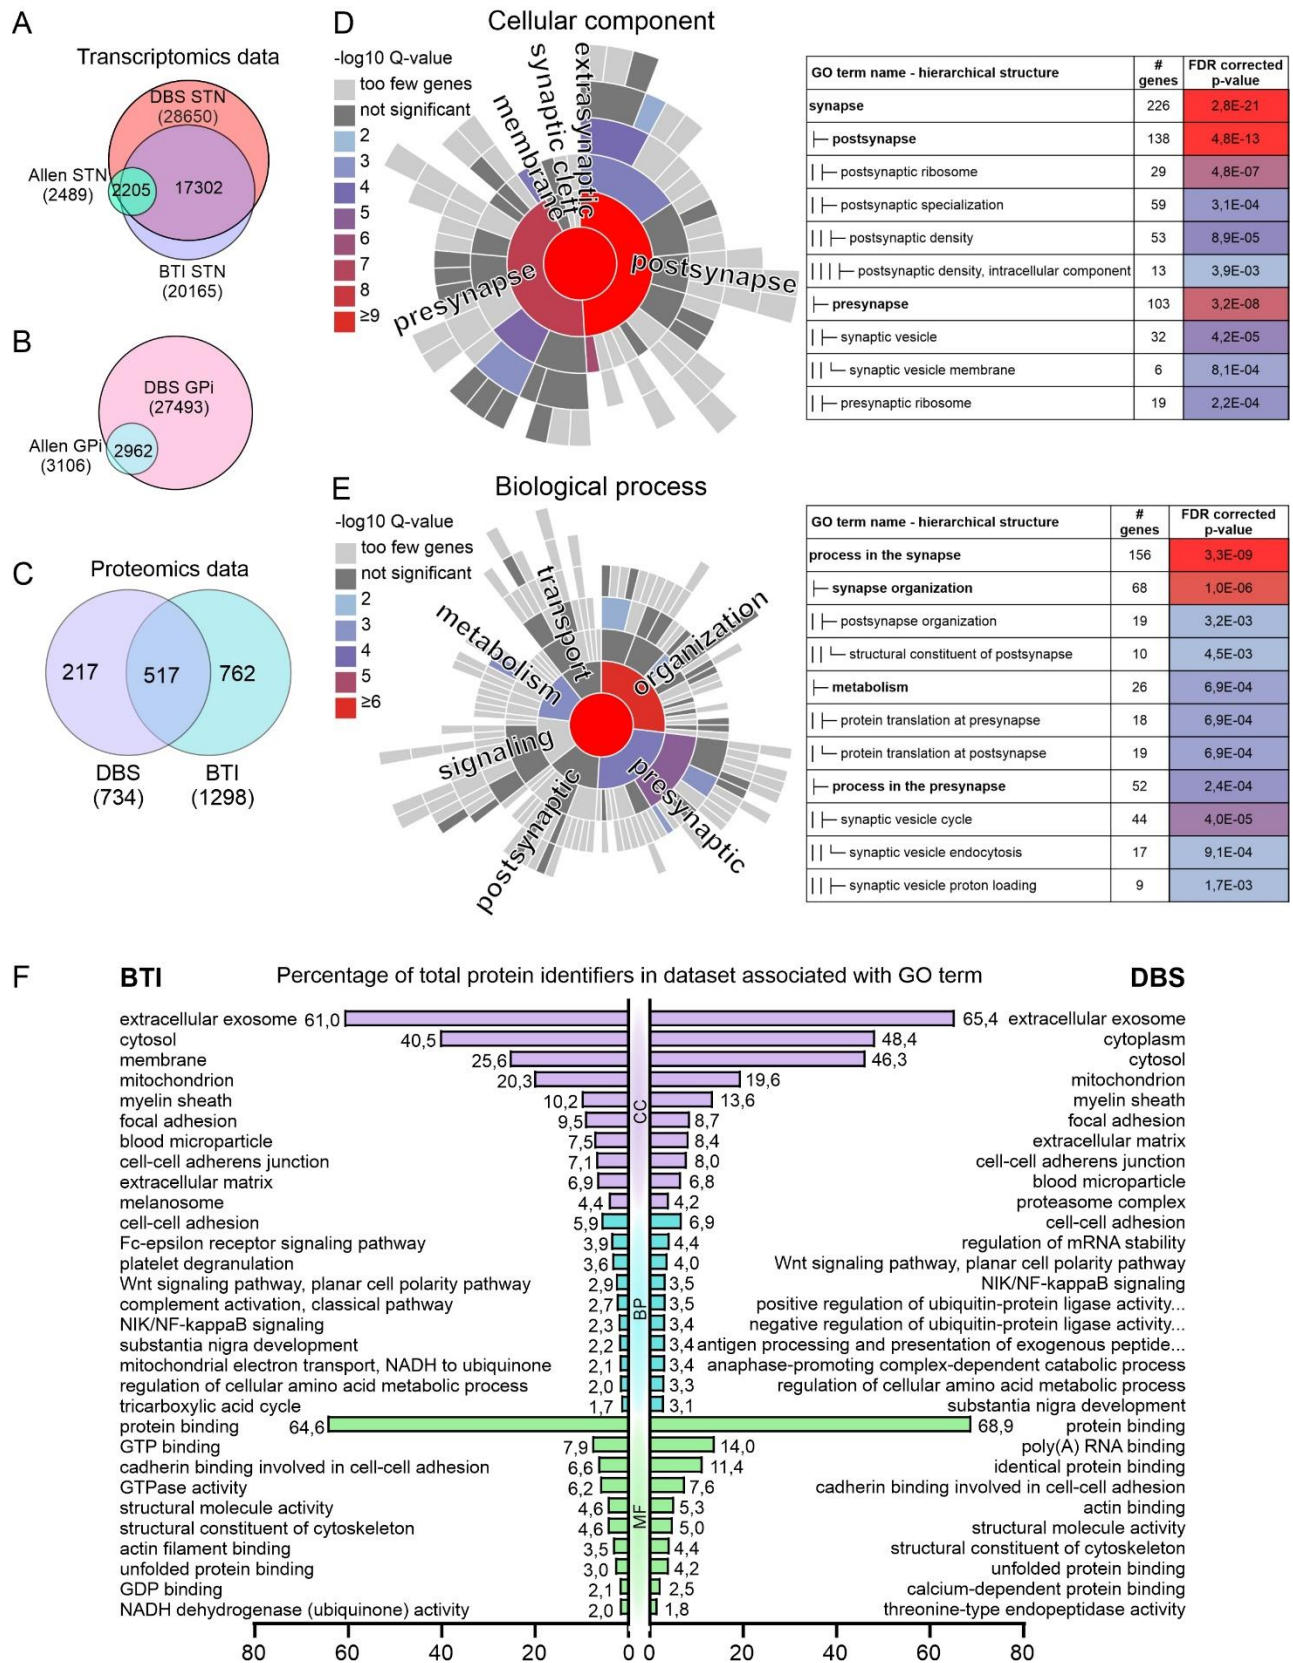 A
Transcriptomics data
DBS STN
(28650)
Allen STN
(2489)
2205
17302
BTI STN
(20165)
B
DBS GPi
(27493)
Allen GPi
(3106)
2962
C
Proteomics data
217
517
762
DBS
(734)
BTI
(1298)
D
Cellular component
-log10 Q-value
too few genes
not significant
2
3
4
5
6
7
8
≥9
extrasynaptic
synaptic cleft
membrane
presynapse
postsynapse
GO term name - hierarchical structure # genes FDR corrected p-value
synapse 226 2,8E-21
postsynapse 138 4,8E-13
postsynaptic ribosome 29 4,8E-07
postsynaptic specialization 59 3,1E-04
postsynaptic density 53 8,9E-05
postsynaptic density, intracellular component 13 3,9E-03
presynapse 103 3,2E-08
synaptic vesicle 32 4,2E-05
synaptic vesicle membrane 6 8,1E-04
presynaptic ribosome 19 2,2E-04
E
Biological process
-log10 Q-value
too few genes
not significant
2
3
4
5
≥6
transport
metabolism
signaling
postsynaptic
presynaptic
organization
GO term name - hierarchical structure # genes FDR corrected p-value
process in the synapse 156 3,3E-09
synapse organization 68 1,0E-06
postsynapse organization 19 3,2E-03
structural constituent of postsynapse 10 4,5E-03
metabolism 26 6,9E-04
protein translation at presynapse 18 6,9E-04
protein translation at postsynapse 19 6,9E-04
process in the presynapse 52 2,4E-04
synaptic vesicle cycle 44 4,0E-05
synaptic vesicle endocytosis 17 9,1E-04
synaptic vesicle proton loading 9 1,7E-03
F
BTI Percentage of total protein identifiers in dataset associated with GO term DBS
extracellular exosome 61,0 65,4 extracellular exosome
cytosol 40,5 48,4 cytoplasm
membrane 25,6 46,3 cytosol
mitochondrion 20,3 19,6 mitochondrion
myelin sheath 10,2 13,6 myelin sheath
focal adhesion 9,5 8,7 focal adhesion
blood microparticle 7,5 8,4 extracellular matrix
cell-cell adherens junction 7,1 8,0 cell-cell adherens junction
extracellular matrix 6,9 6,8 blood microparticle
melanosome 4,4 4,2 proteasome complex
CC
cell-cell adhesion 5,9 6,9 cell-cell adhesion
Fc-epsilon receptor signaling pathway 3,9 4,4 regulation of mRNA stability
platelet degranulation 3,6 4,0 Wnt signaling pathway, planar cell polarity pathway
Wnt signaling pathway, planar cell polarity pathway 2,9 3,5 NIK/NF-kappaB signaling
complement activation, classical pathway 2,7 3,5 positive regulation of ubiquitin-protein ligase activity...
NIK/NF-kappaB signaling 2,3 3,4 negative regulation of ubiquitin-protein ligase activity...
substantia nigra development 2,2 3,4 antigen processing and presentation of exogenous peptide...
mitochondrial electron transport, NADH to ubiquinone 2,1 3,4 anaphase-promoting complex-dependent catabolic process
regulation of cellular amino acid metabolic process 2,0 3,3 regulation of cellular amino acid metabolic process
tricarboxylic acid cycle 1,7 3,1 substantia nigra development
BP
protein binding 64,6 68,9 protein binding
GTP binding 7,9 14,0 poly(A) RNA binding
cadherin binding involved in cell-cell adhesion 6,6 11,4 identical protein binding
GTPase activity 6,2 7,6 cadherin binding involved in cell-cell adhesion
structural molecule activity 4,6 5,3 actin binding
structural constituent of cytoskeleton 4,6 5,0 structural molecule activity
actin filament binding 3,5 4,4 structural constituent of cytoskeleton
unfolded protein binding 3,0 4,2 unfolded protein binding
GDP binding 2,1 2,5 calcium-dependent protein binding
NADH dehydrogenase (ubiquinone) activity 2,0 1,8 threonine-type endopeptidase activity
MF
80 60 40 20 0 0 20 40 60 80